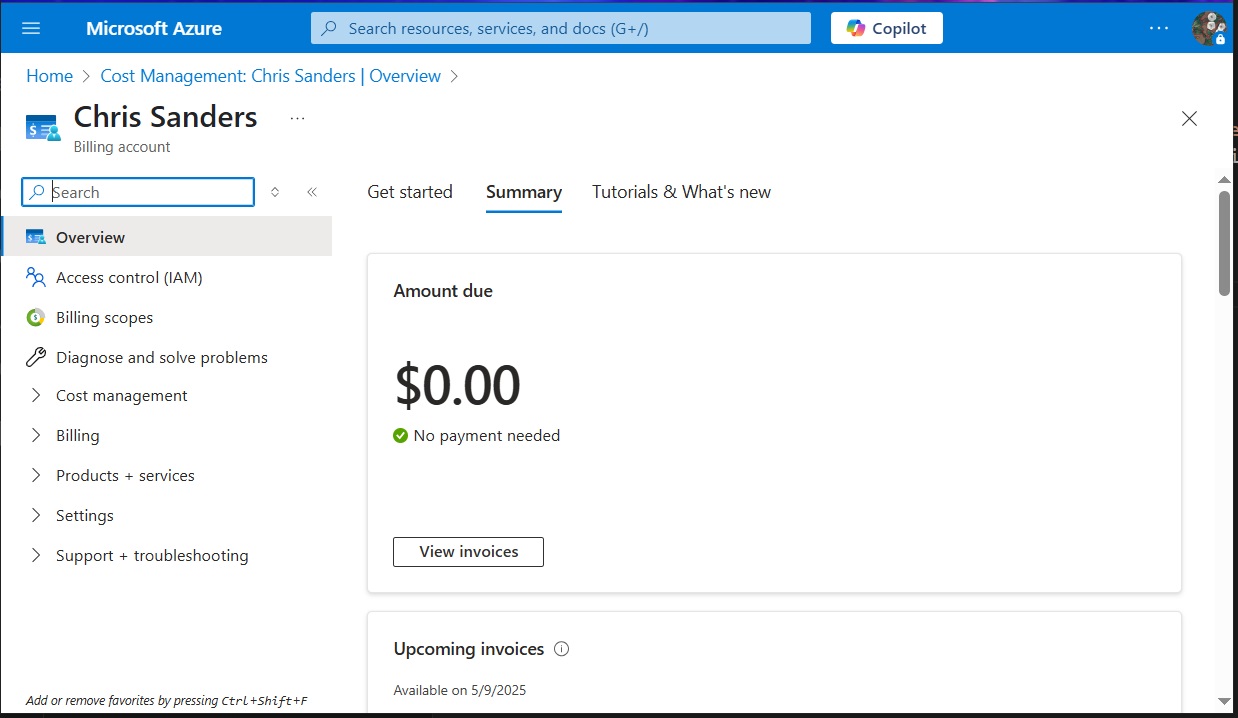 Microsoft Azure
Search resources, services, and docs (G+/)
Copilot
Home > Cost Management: Chris Sanders | Overview >
Chris Sanders
Billing account
Search
Overview
Access control (IAM)
Billing scopes
Diagnose and solve problems
Cost management
Billing
Products + services
Settings
Support + troubleshooting
Add or remove favorites by pressing Ctrl+Shift+F
Get started Summary Tutorials & What's new
Amount due
$0.00
No payment needed
View invoices
Upcoming invoices
Available on 5/9/2025